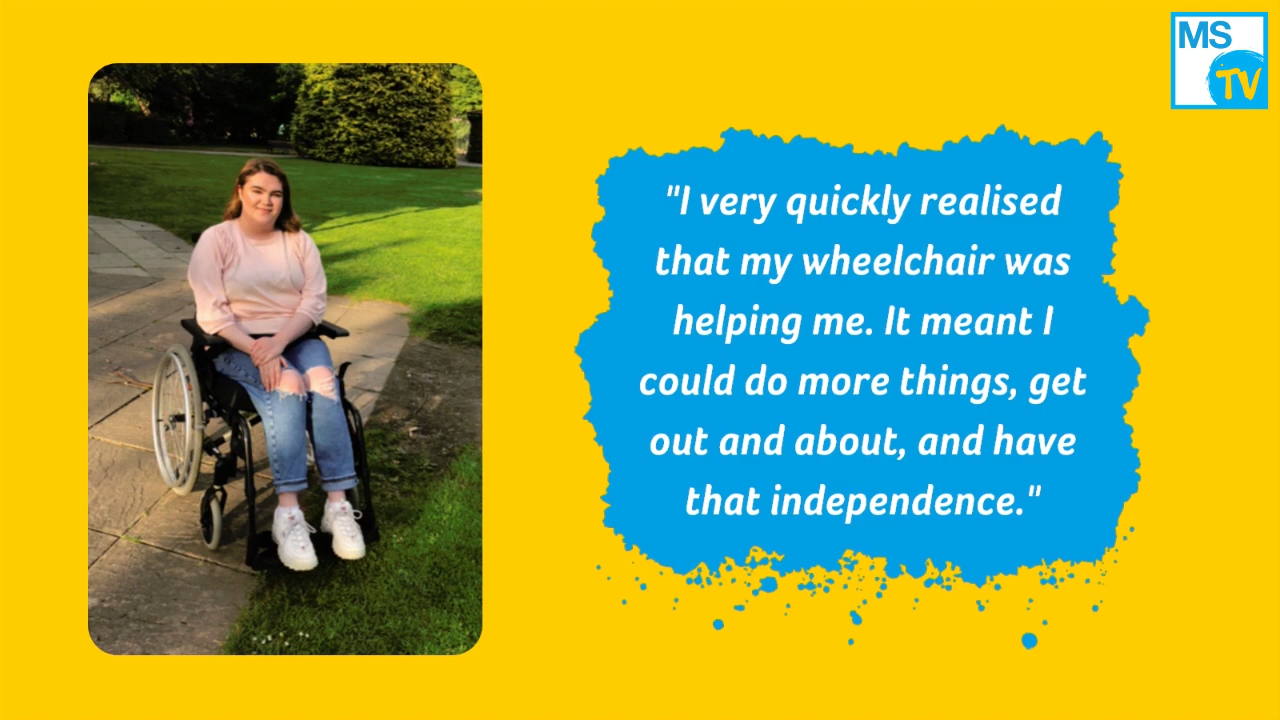 MS
TV
"I very quickly realised
that my wheelchair was
helping me. It meant I
could do more things, get
out and about, and have
that independence."